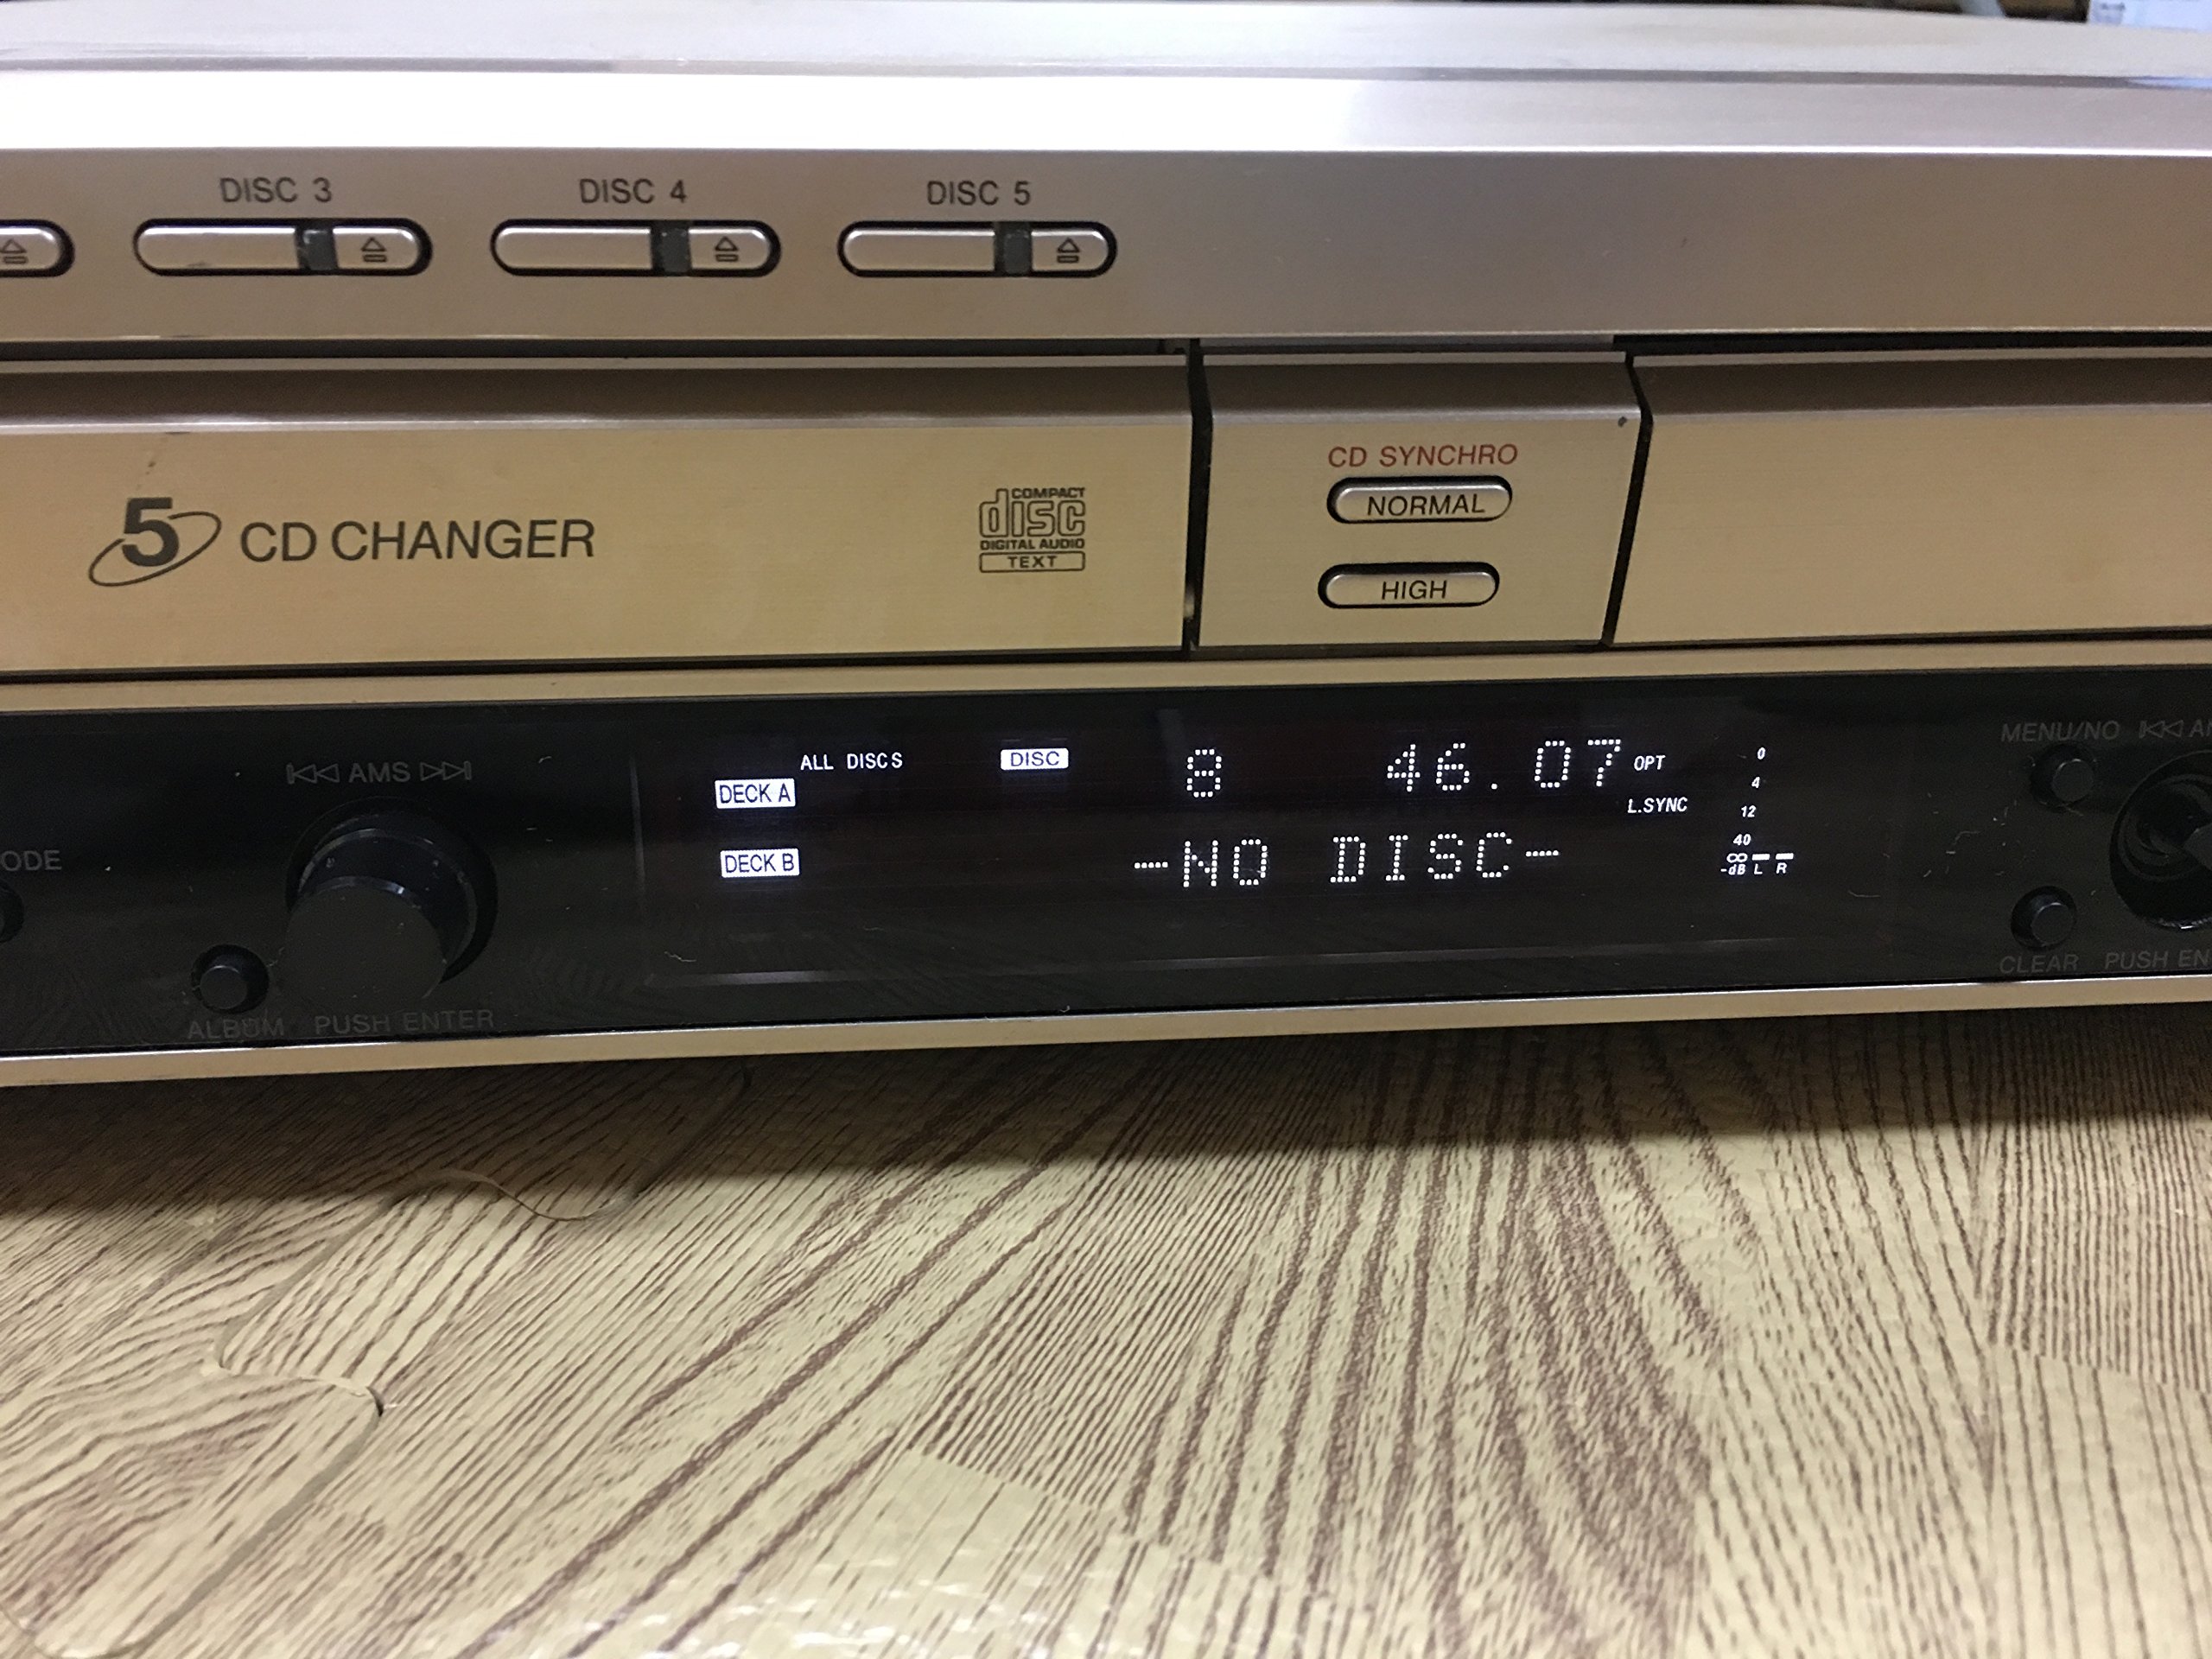 DISC 3
DISC 4
DISC 5
5 CD CHANGER
COMPACT
disc
DIGITAL AUDIO
TEXT
CD SYNCHRO
NORMAL
HIGH
AMS
ODE
ALBUM PUSH ENTER
ALL DISCS DISC 8 46.07 OPT
DECK A
L.SYNC
DECK B
-NO DISC-
0
4
12
40
∞
-dB L R
MENU/NO
CLEAR PUSH EN